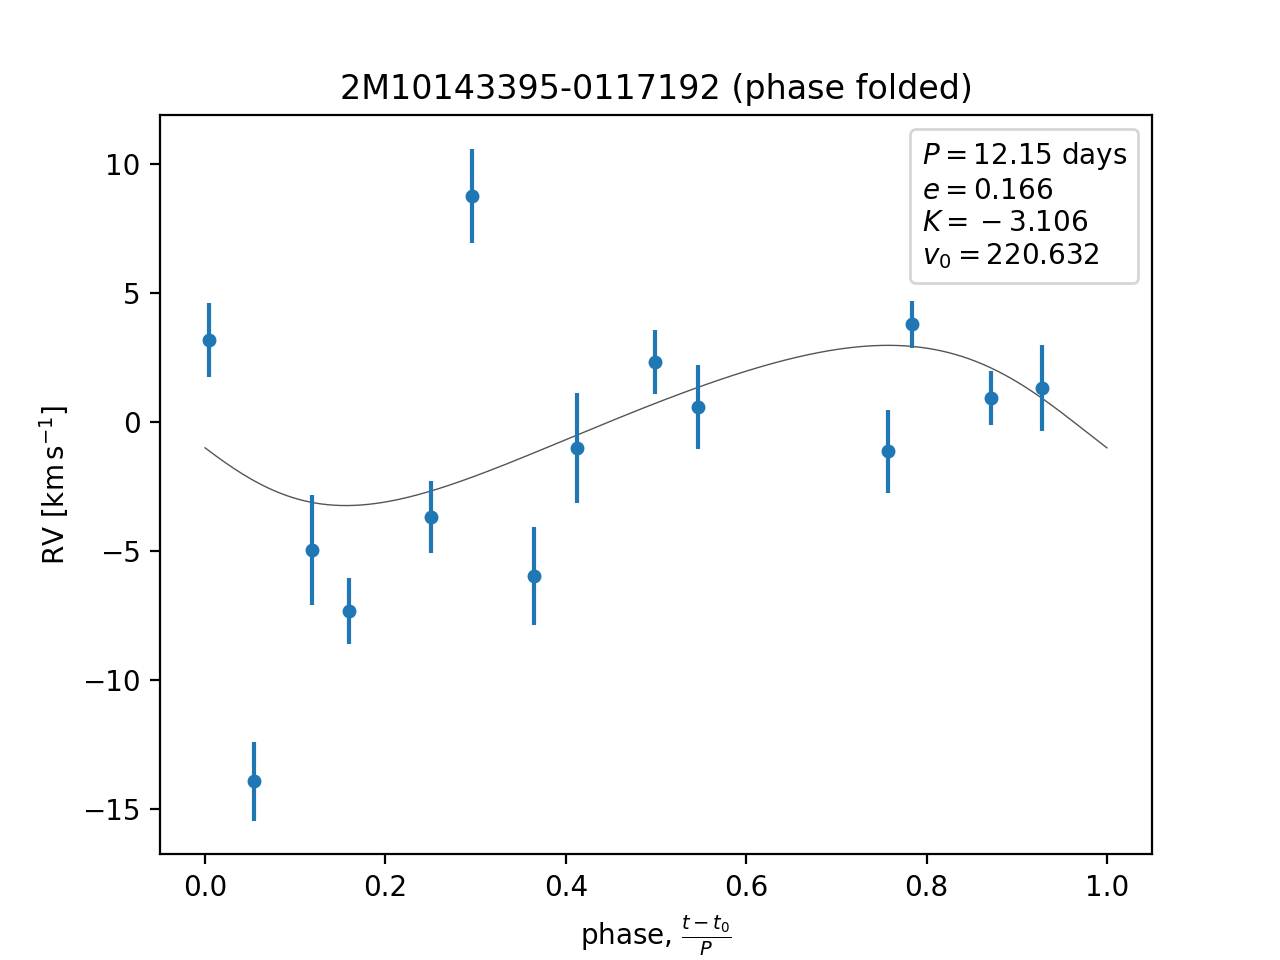 2M10143395-0117192 (phase folded)
P = 12.15 days
e = 0.166
K = −3.106
v₀ = 220.632
RV [km s⁻¹]
10
5
0
−5
−10
−15
0.0 0.2 0.4 0.6 0.8 1.0
phase, (t − t₀)/P